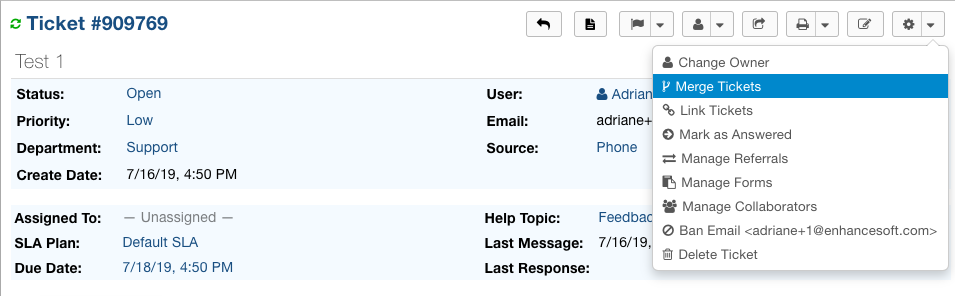 Ticket #909769
Test 1
Status: Open
Priority: Low
Department: Support
Create Date: 7/16/19, 4:50 PM
User: Adrian
Email: adriane+
Source: Phone
Assigned To: — Unassigned —
SLA Plan: Default SLA
Due Date: 7/18/19, 4:50 PM
Help Topic: Feedbac
Last Message: 7/16/19,
Last Response:
Change Owner
Merge Tickets
Link Tickets
Mark as Answered
Manage Referrals
Manage Forms
Manage Collaborators
Ban Email <adriane+1@enhancesoft.com>
Delete Ticket